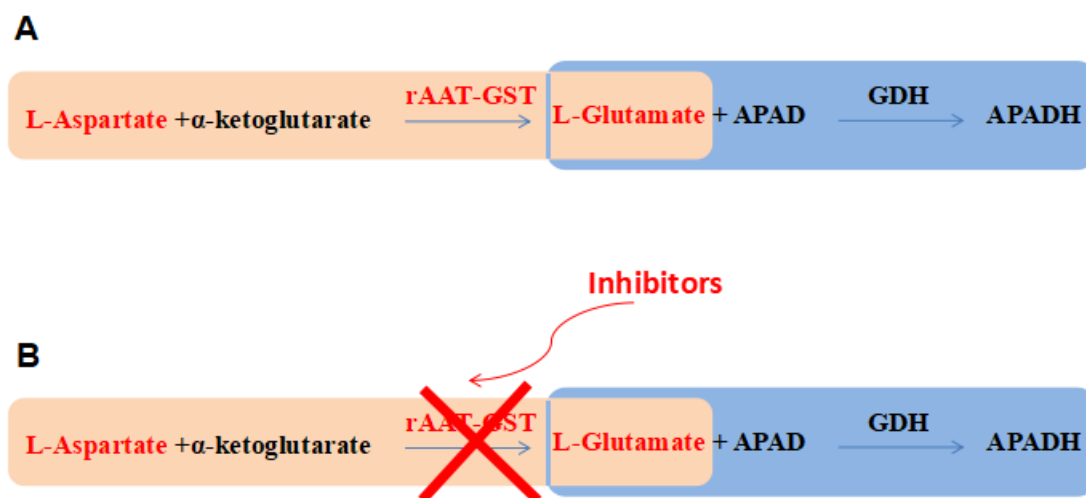 A
rAAT-GST
GDH
L-Aspartate +α-ketoglutarate
L-Glutamate + APAD
APADH
Inhibitors
B
rAAT-GST
GDH
L-Aspartate +α-ketoglutarate
L-Glutamate + APAD
APADH